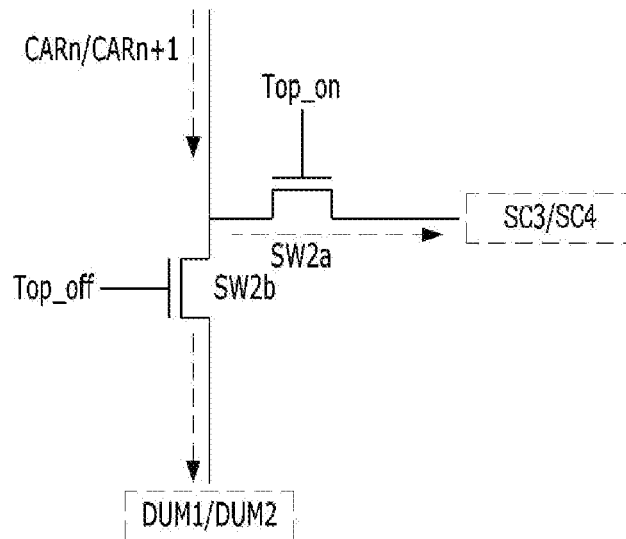 CARn/CARn+1
Top_on
SC3/SC4
SW2a
Top_off
SW2b
DUM1/DUM2